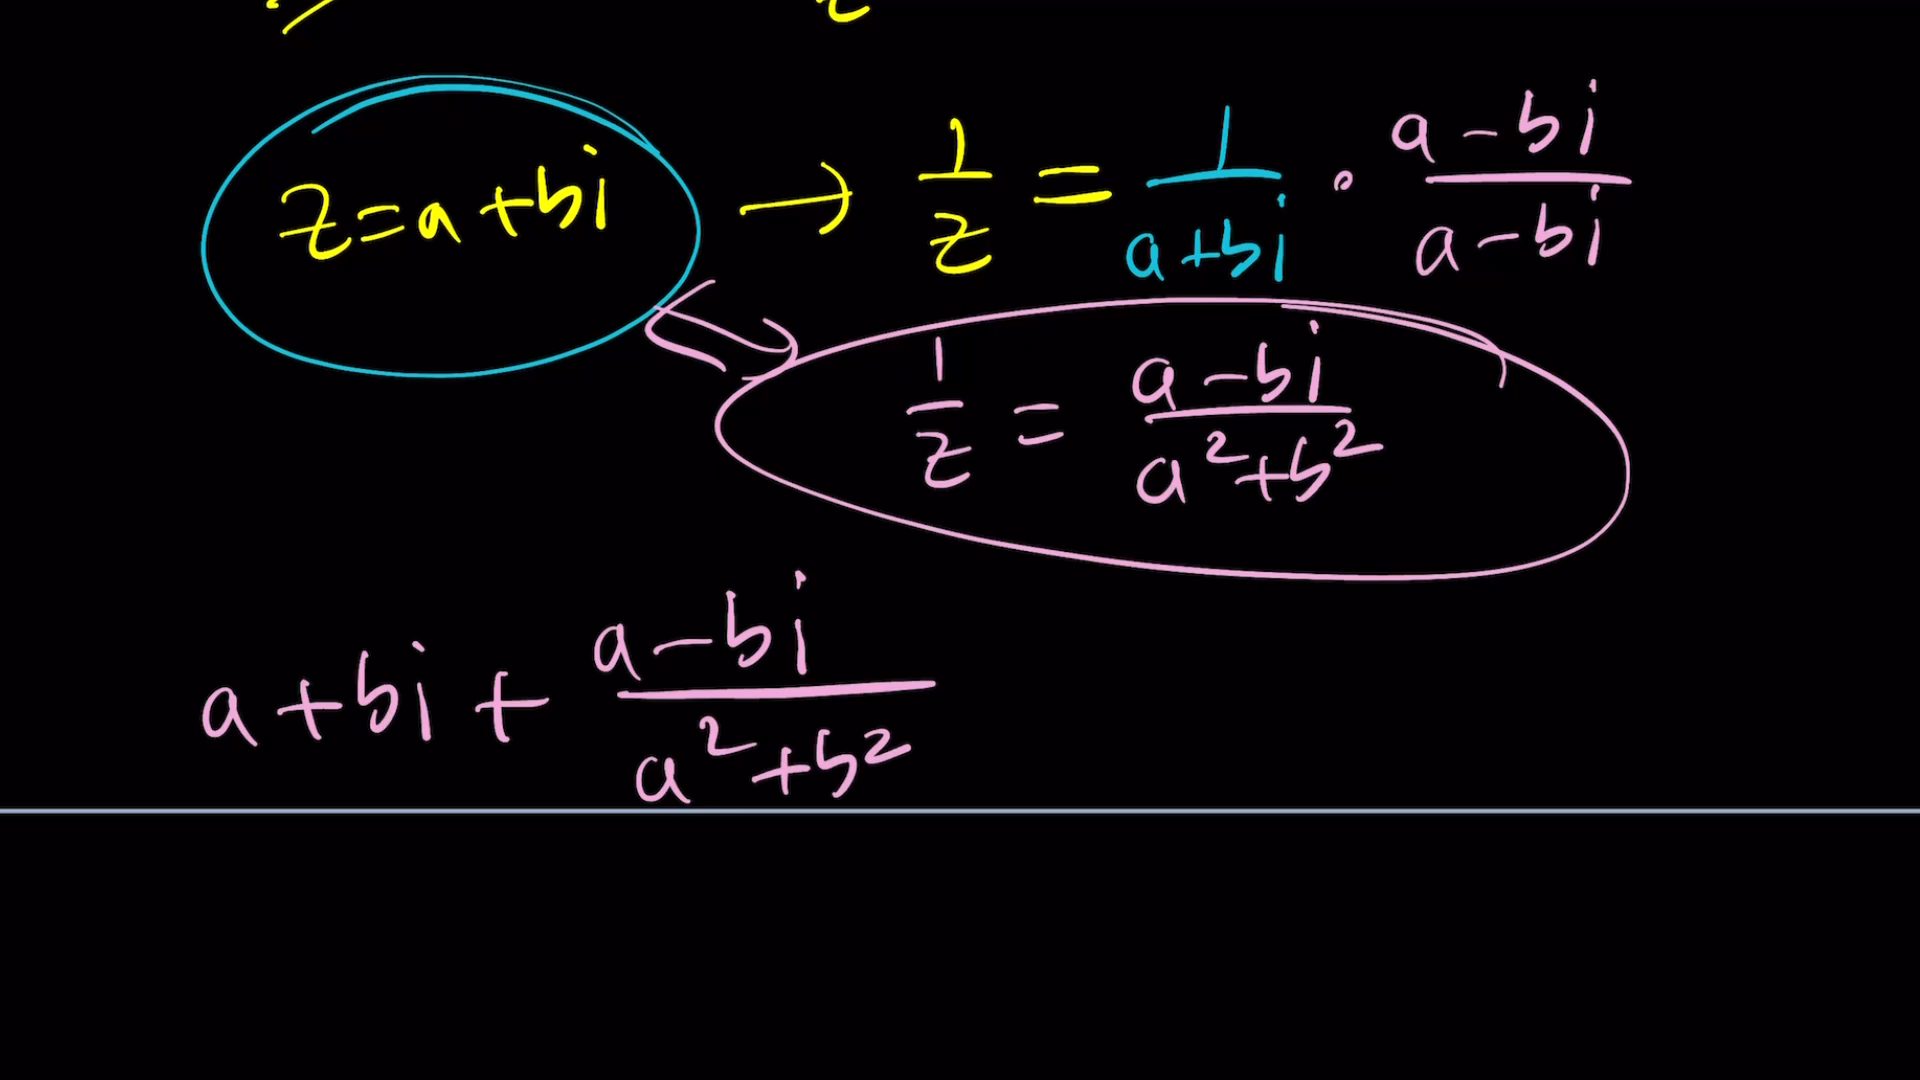 z=a+bi → 1/z = 1/(a+bi) · (a-bi)/(a-bi)
1/z = (a-bi)/(a²+b²)
a+bi + (a-bi)/(a²+b²)